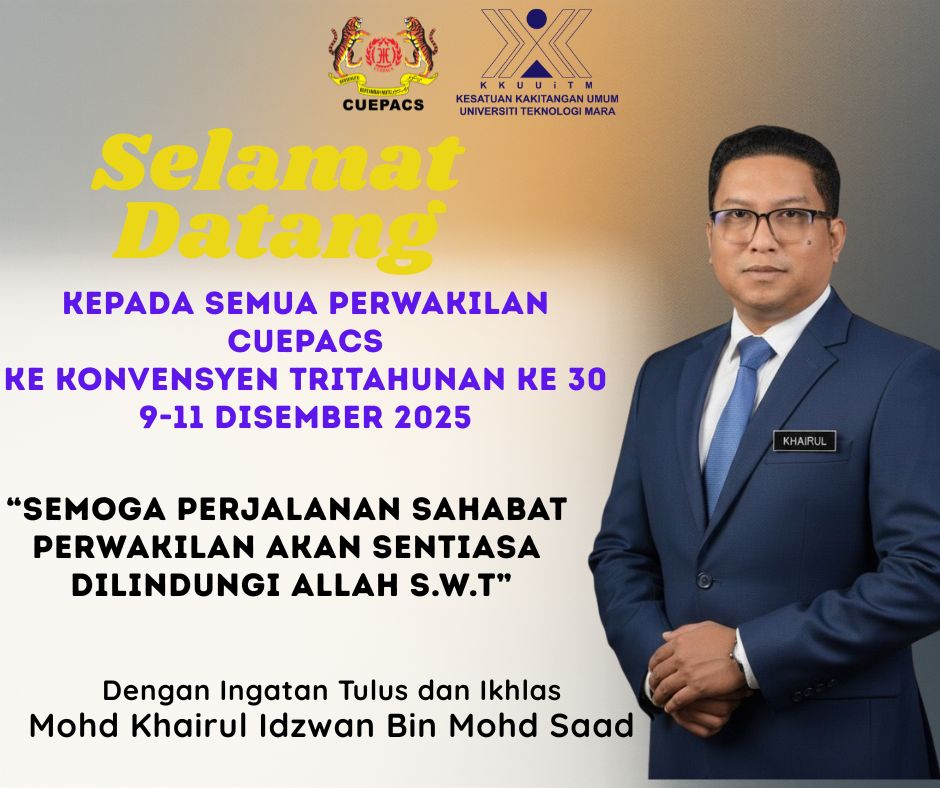 CUEPACS
KKUUiTM
KESATUAN KAKITANGAN UMUM
UNIVERSITI TEKNOLOGI MARA
Selamat
Datang
KEPADA SEMUA PERWAKILAN
CUEPACS
KE KONVENSYEN TRITAHUNAN KE 30
9-11 DISEMBER 2025
KHAIRUL
“SEMOGA PERJALANAN SAHABAT
PERWAKILAN AKAN SENTIASA
DILINDUNGI ALLAH S.W.T”
Dengan Ingatan Tulus dan Ikhlas
Mohd Khairul Idzwan Bin Mohd Saad